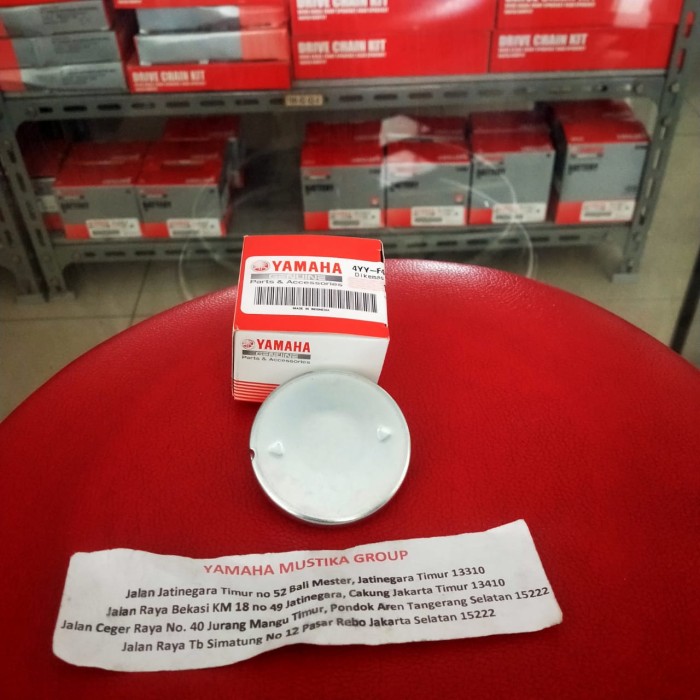 DRIVE CHAIN KIT
DRIVE CHAIN KIT
DRIVE CHAIN KIT
YAMAHA
GENUINE
Parts & Accessories
4YY-F4
YAMAHA
GENUINE
Parts & Accessories
YAMAHA MUSTIKA GROUP
Jalan Jatinegara Timur no 52 Bali Mester, Jatinegara Timur 13310
Jalan Raya Bekasi KM 18 no 49 Jatinegara, Cakung Jakarta Timur 13410
Jalan Ceger Raya No. 40 Jurang Mangu Timur, Pondok Aren Tangerang Selatan 15222
Jalan Raya Tb Simatung No 12 Pasar Rebo Jakarta Selatan 15222